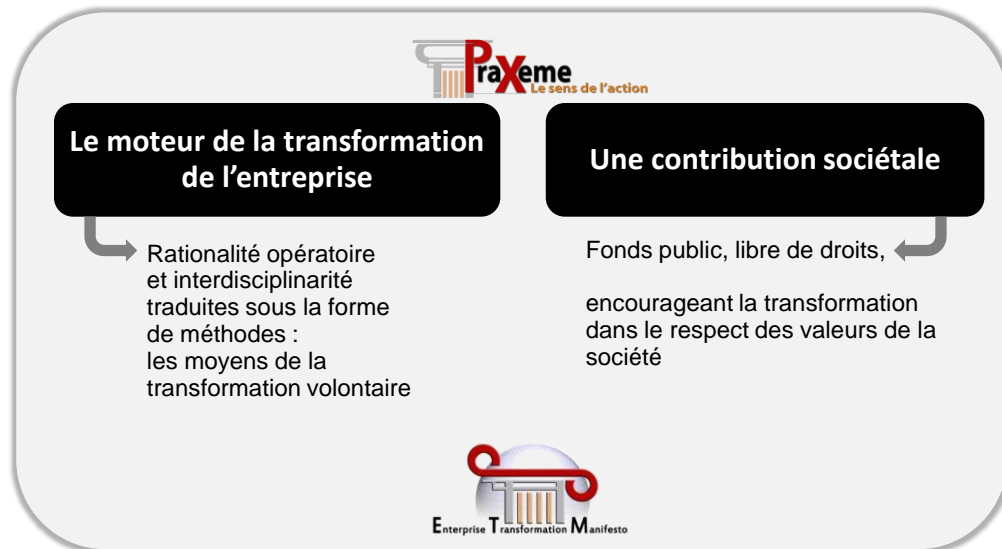 PraXeme
Le sens de l'action
Le moteur de la transformation
de l'entreprise
Rationalité opératoire
et interdisciplinarité
traduites sous la forme
de méthodes :
les moyens de la
transformation volontaire
Une contribution sociétale
Fonds public, libre de droits,
encourageant la transformation
dans le respect des valeurs de la
société
Enterprise Transformation Manifesto